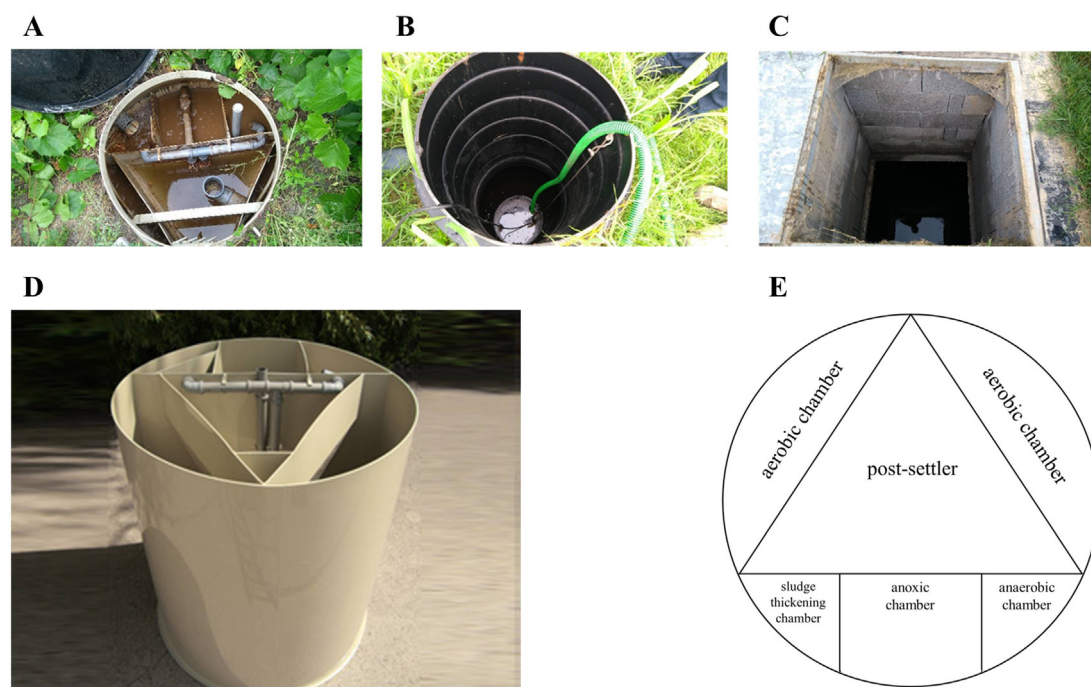 A
B
C
D
E
aerobic chamber
aerobic chamber
post-settler
sludge
thickening
chamber
anoxic
chamber
anaerobic
chamber